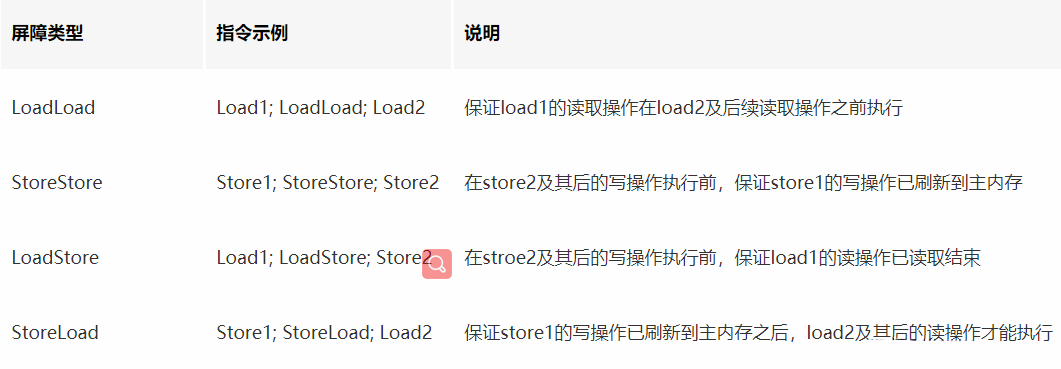 屏障类型 指令示例 说明
LoadLoad Load1; LoadLoad; Load2 保证load1的读取操作在load2及后续读取操作之前执行
StoreStore Store1; StoreStore; Store2 在store2及其后的写操作执行前，保证store1的写操作已刷新到主内存
LoadStore Load1; LoadStore; Store2 在stroe2及其后的写操作执行前，保证load1的读操作已读取结束
StoreLoad Store1; StoreLoad; Load2 保证store1的写操作已刷新到主内存之后，load2及其后的读操作才能执行